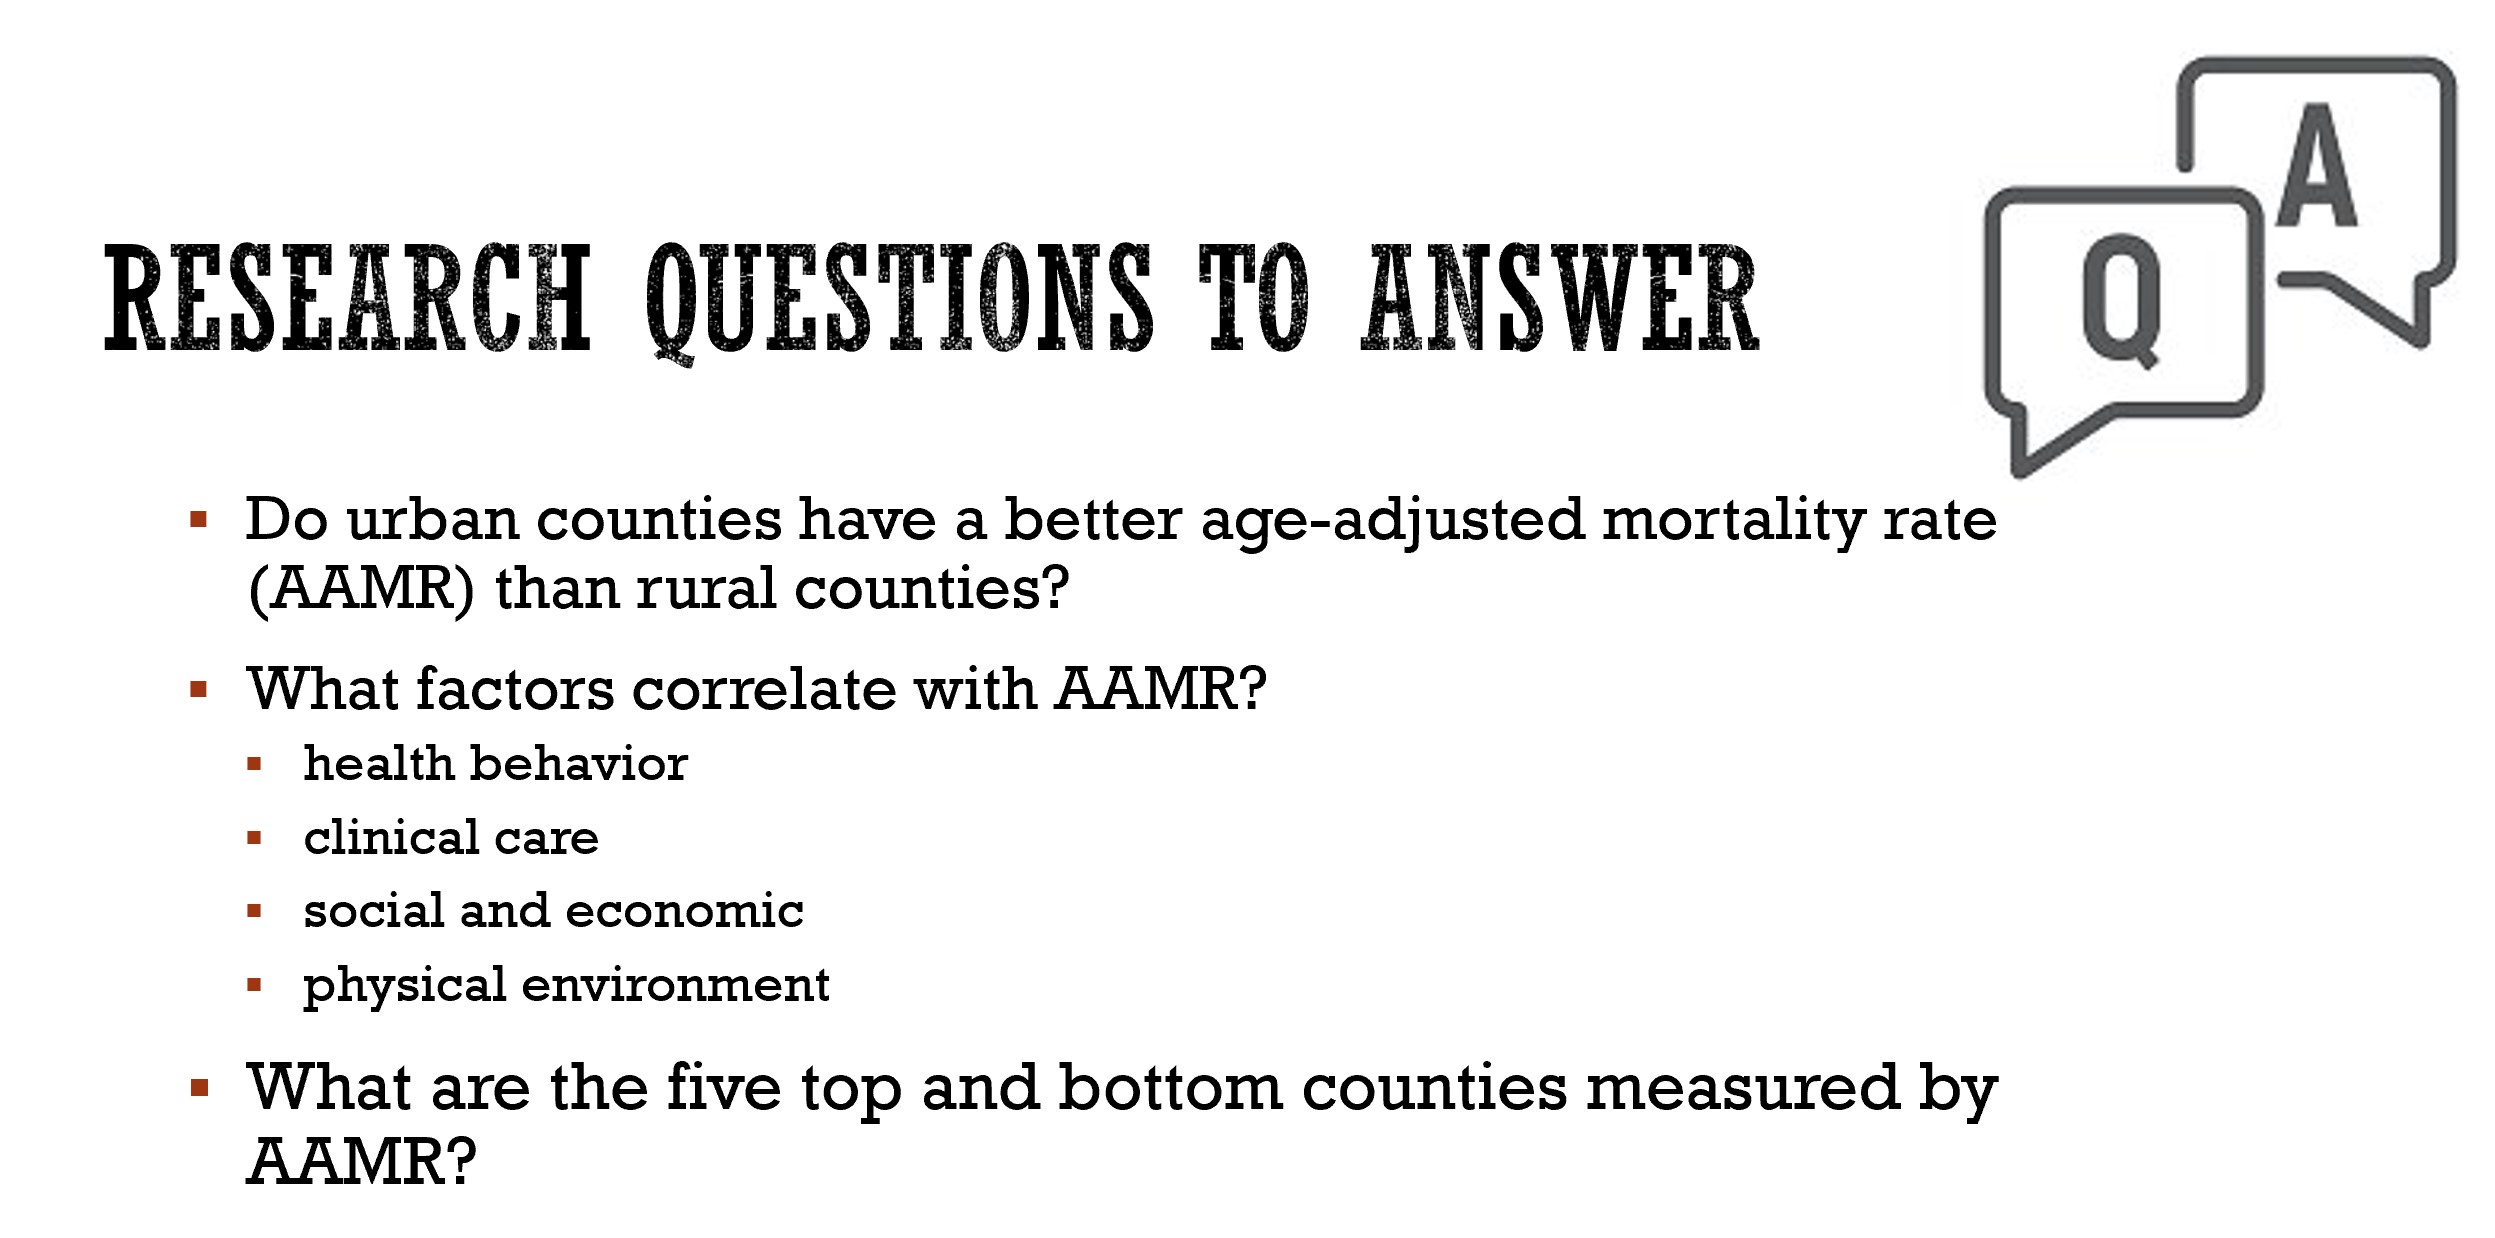 A
Q
RESEARCH QUESTIONS TO ANSWER
▪ Do urban counties have a better age-adjusted mortality rate
(AAMR) than rural counties?
▪ What factors correlate with AAMR?
▪ health behavior
▪ clinical care
▪ social and economic
▪ physical environment
▪ What are the five top and bottom counties measured by
AAMR?